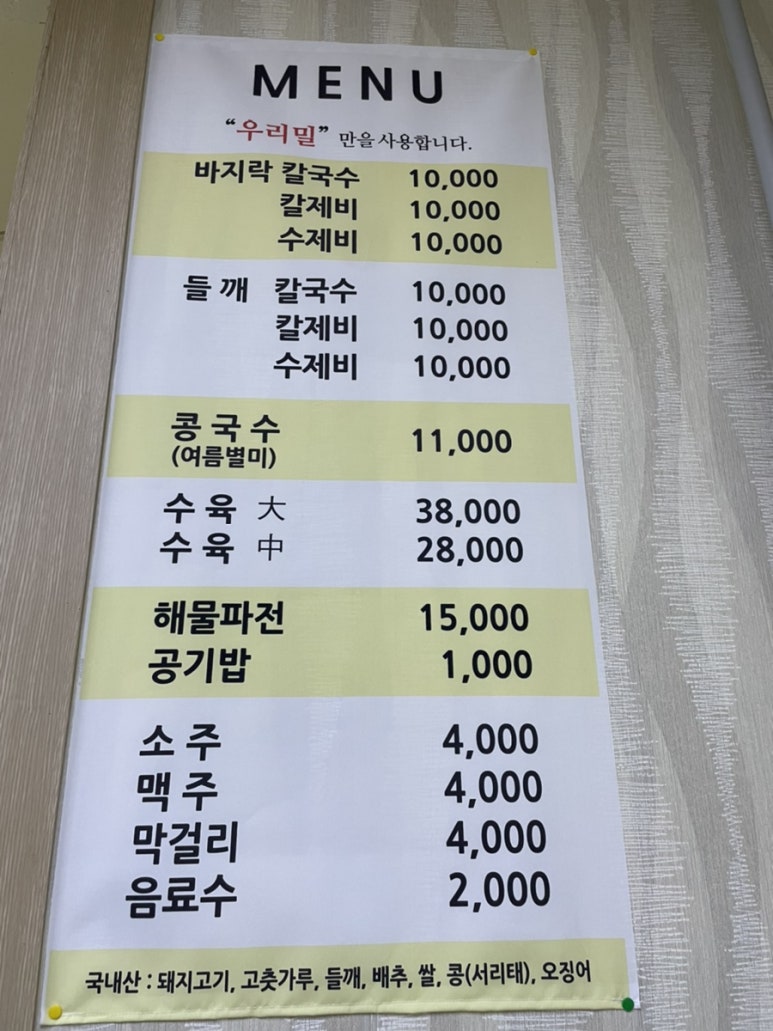 MENU
“우리밀” 만을 사용합니다.
바지락 칼국수 10,000
칼제비 10,000
수제비 10,000
들깨 칼국수 10,000
칼제비 10,000
수제비 10,000
콩국수 11,000
(여름별미)
수육 大 38,000
수육 中 28,000
해물파전 15,000
공기밥 1,000
소주 4,000
맥주 4,000
막걸리 4,000
음료수 2,000
국내산 : 돼지고기, 고춧가루, 들깨, 배추, 쌀, 콩(서리태), 오징어